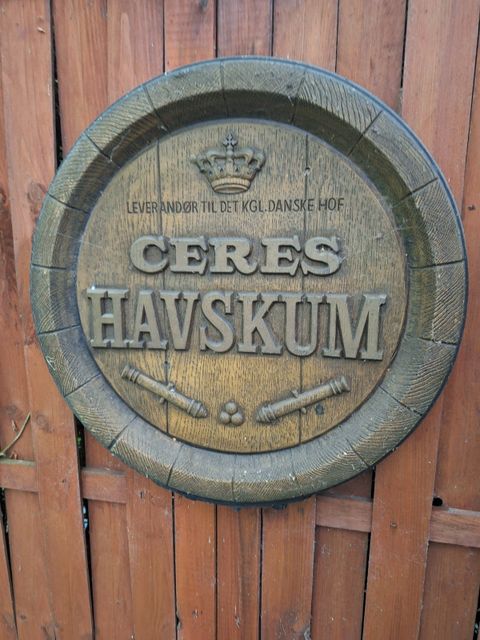 LEVERANDØR TIL DET KGL. DANSKE HOF
CERES
HAVSKUM